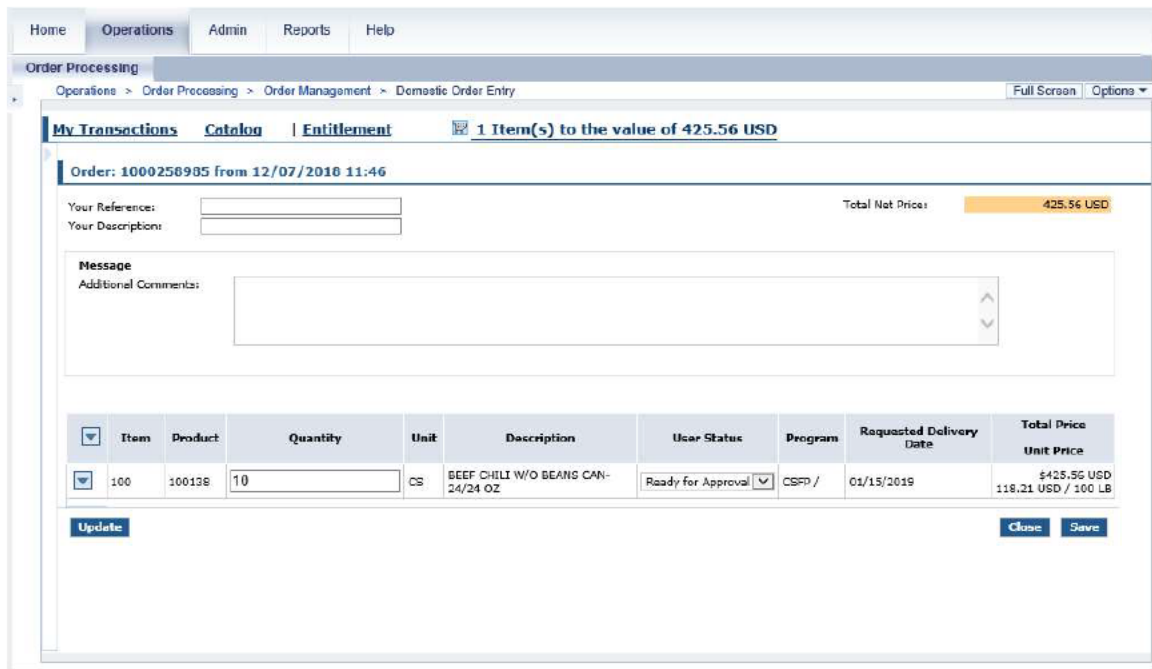 Home Operations Admin Reports Help
Order Processing
Operations > Order Processing > Order Management > Domestic Order Entry Full Screen Options
My Transactions Catalog | Entitlement 1 Item(s) to the value of 425.56 USD
Order: 1000258985 from 12/07/2018 11:46
Your Reference: Total Net Price: 425.56 USD
Your Description:
Message
Additional Comments:
Item Product Quantity Unit Description User Status Program Requested Delivery Date Total Price Unit Price
100 100138 10 CS BEEF CHILI W/O BEANS CAN-24/24 OZ Ready for Approval CSFP / 01/15/2019 $425.56 USD 118.21 USD / 100 LB
Update Close Save